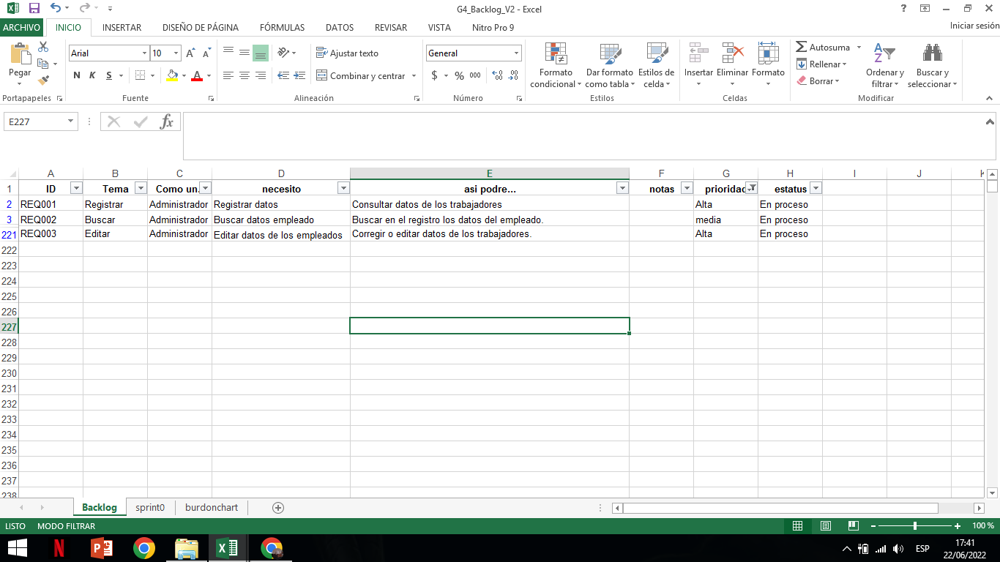 G4_Backlog_V2 - Excel
ARCHIVO INICIO INSERTAR DISEÑO DE PÁGINA FÓRMULAS DATOS REVISAR VISTA Nitro Pro 9 Iniciar sesión
Pegar
Portapapeles
Arial 10
N K S
Fuente
Ajustar texto
Combinar y centrar
Alineación
General
$ % 000
Número
Formato condicional
Dar formato como tabla
Estilos de celda
Estilos
Insertar Eliminar Formato
Celdas
Autosuma
Rellenar
Borrar
Ordenar y filtrar
Buscar y seleccionar
Modificar
E227 fx
A B C D E F G H I J K
1 ID Tema Como un. necesito asi podre... notas prioridad estatus
2 REQ001 Registrar Administrador Registrar datos Consultar datos de los trabajadores Alta En proceso
3 REQ002 Buscar Administrador Buscar datos empleado Buscar en el registro los datos del empleado. media En proceso
221 REQ003 Editar Administrador Editar datos de los empleados Corregir o editar datos de los trabajadores. Alta En proceso
222
223
224
225
226
227
228
229
230
231
232
233
234
235
236
237
238
Backlog sprint0 burdonchart
LISTO MODO FILTRAR 100 %
ESP 17:41
22/06/2022